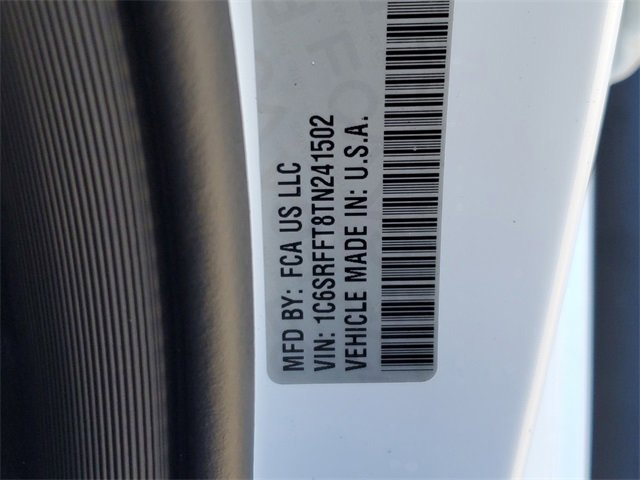 MFD BY: FCA US LLC
VIN: 1C6SRFFT8TN241502
VEHICLE MADE IN: U.S.A.